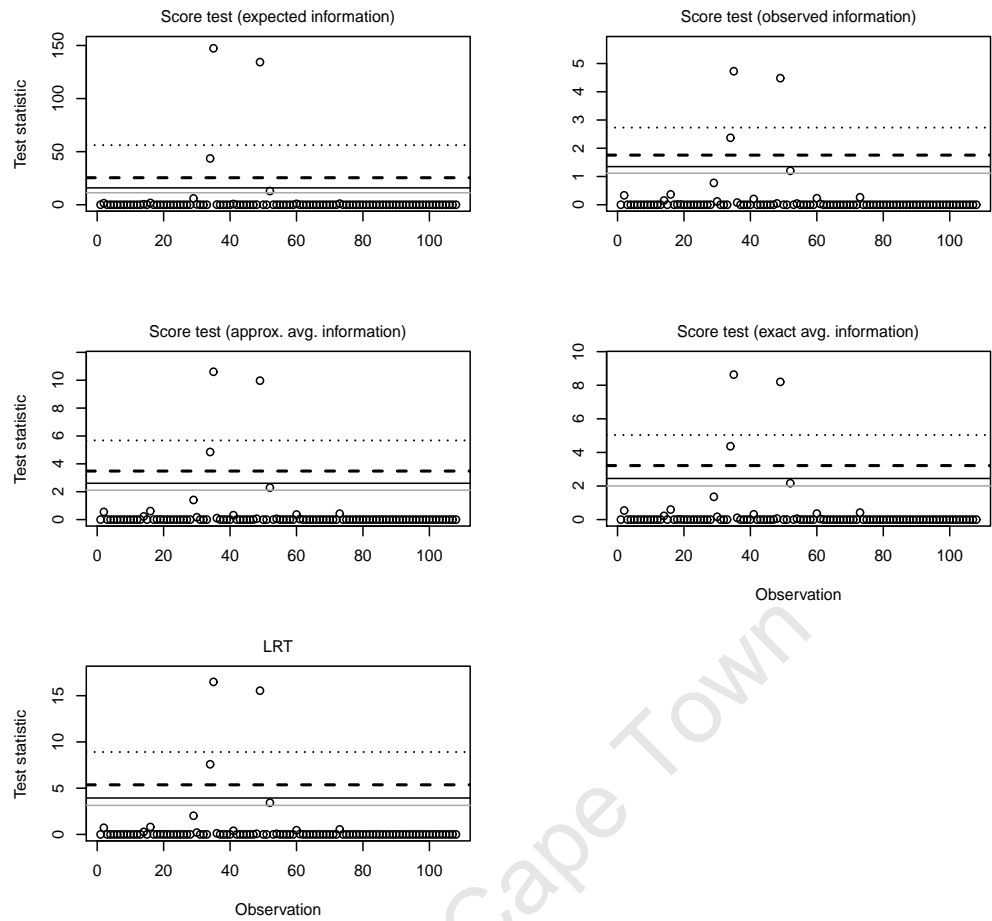 Score test (expected information)
Test statistic
150
100
50
0
0 20 40 60 80 100
Score test (observed information)
5
4
3
2
1
0
0 20 40 60 80 100
Score test (approx. avg. information)
Test statistic
10
8
6
4
2
0
0 20 40 60 80 100
Score test (exact avg. information)
10
8
6
4
2
0
0 20 40 60 80 100
Observation
LRT
Test statistic
15
10
5
0
0 20 40 60 80 100
Observation
Cape Town